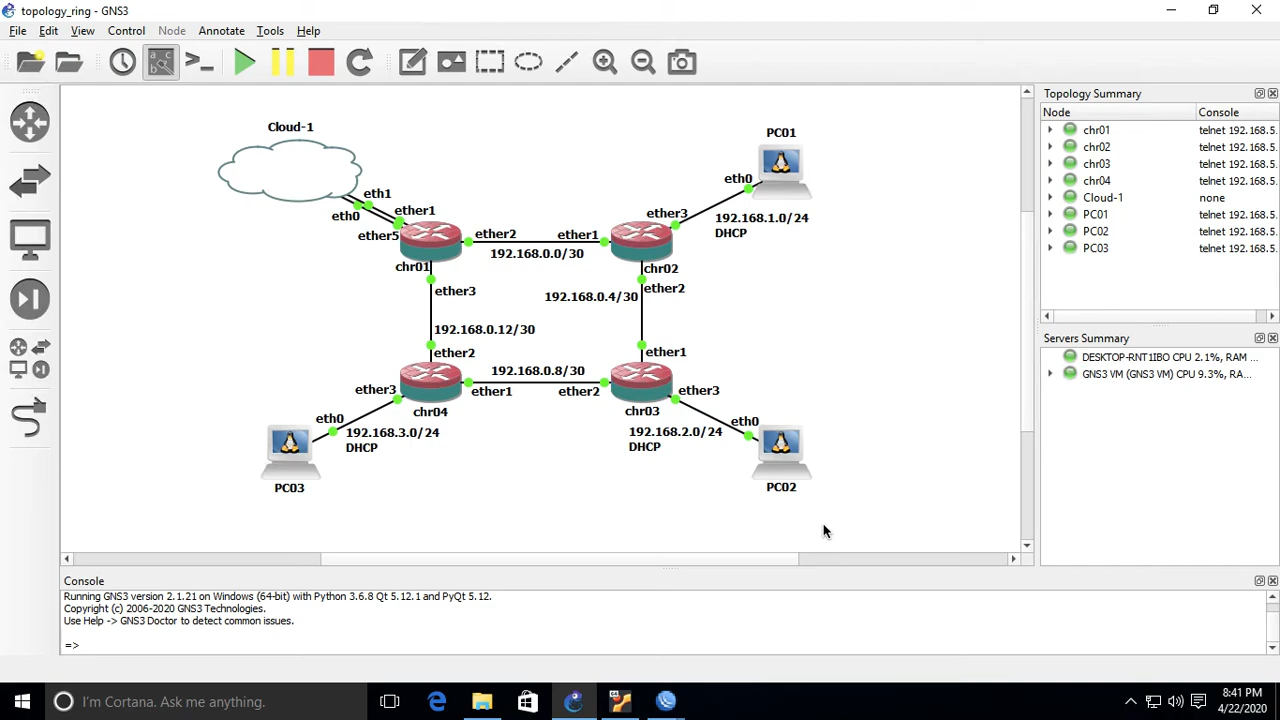 topology_ring - GNS3
File Edit View Control Node Annotate Tools Help
Cloud-1
eth1
eth0
ether1
ether5
chr01
ether2
192.168.0.0/30
ether1
chr02
ether3
eth0
PC01
192.168.1.0/24
DHCP
ether3
192.168.0.12/30
ether2
192.168.0.4/30
ether2
ether1
192.168.0.8/30
ether3
ether1
chr04
ether2
chr03
ether3
eth0
192.168.3.0/24
DHCP
PC03
192.168.2.0/24
DHCP
eth0
PC02
Topology Summary
Node Console
chr01 telnet 192.168.5.
chr02 telnet 192.168.5.
chr03 telnet 192.168.5.
chr04 telnet 192.168.5.
Cloud-1 none
PC01 telnet 192.168.5.
PC02 telnet 192.168.5.
PC03 telnet 192.168.5.
Servers Summary
DESKTOP-RNT1IBO CPU 2.1%, RAM ...
GNS3 VM (GNS3 VM) CPU 9.3%, RA...
Console
Running GNS3 version 2.1.21 on Windows (64-bit) with Python 3.6.8 Qt 5.12.1 and PyQt 5.12.
Copyright (c) 2006-2020 GNS3 Technologies.
Use Help -> GNS3 Doctor to detect common issues.
=>
I'm Cortana. Ask me anything.
8:41 PM
4/22/2020